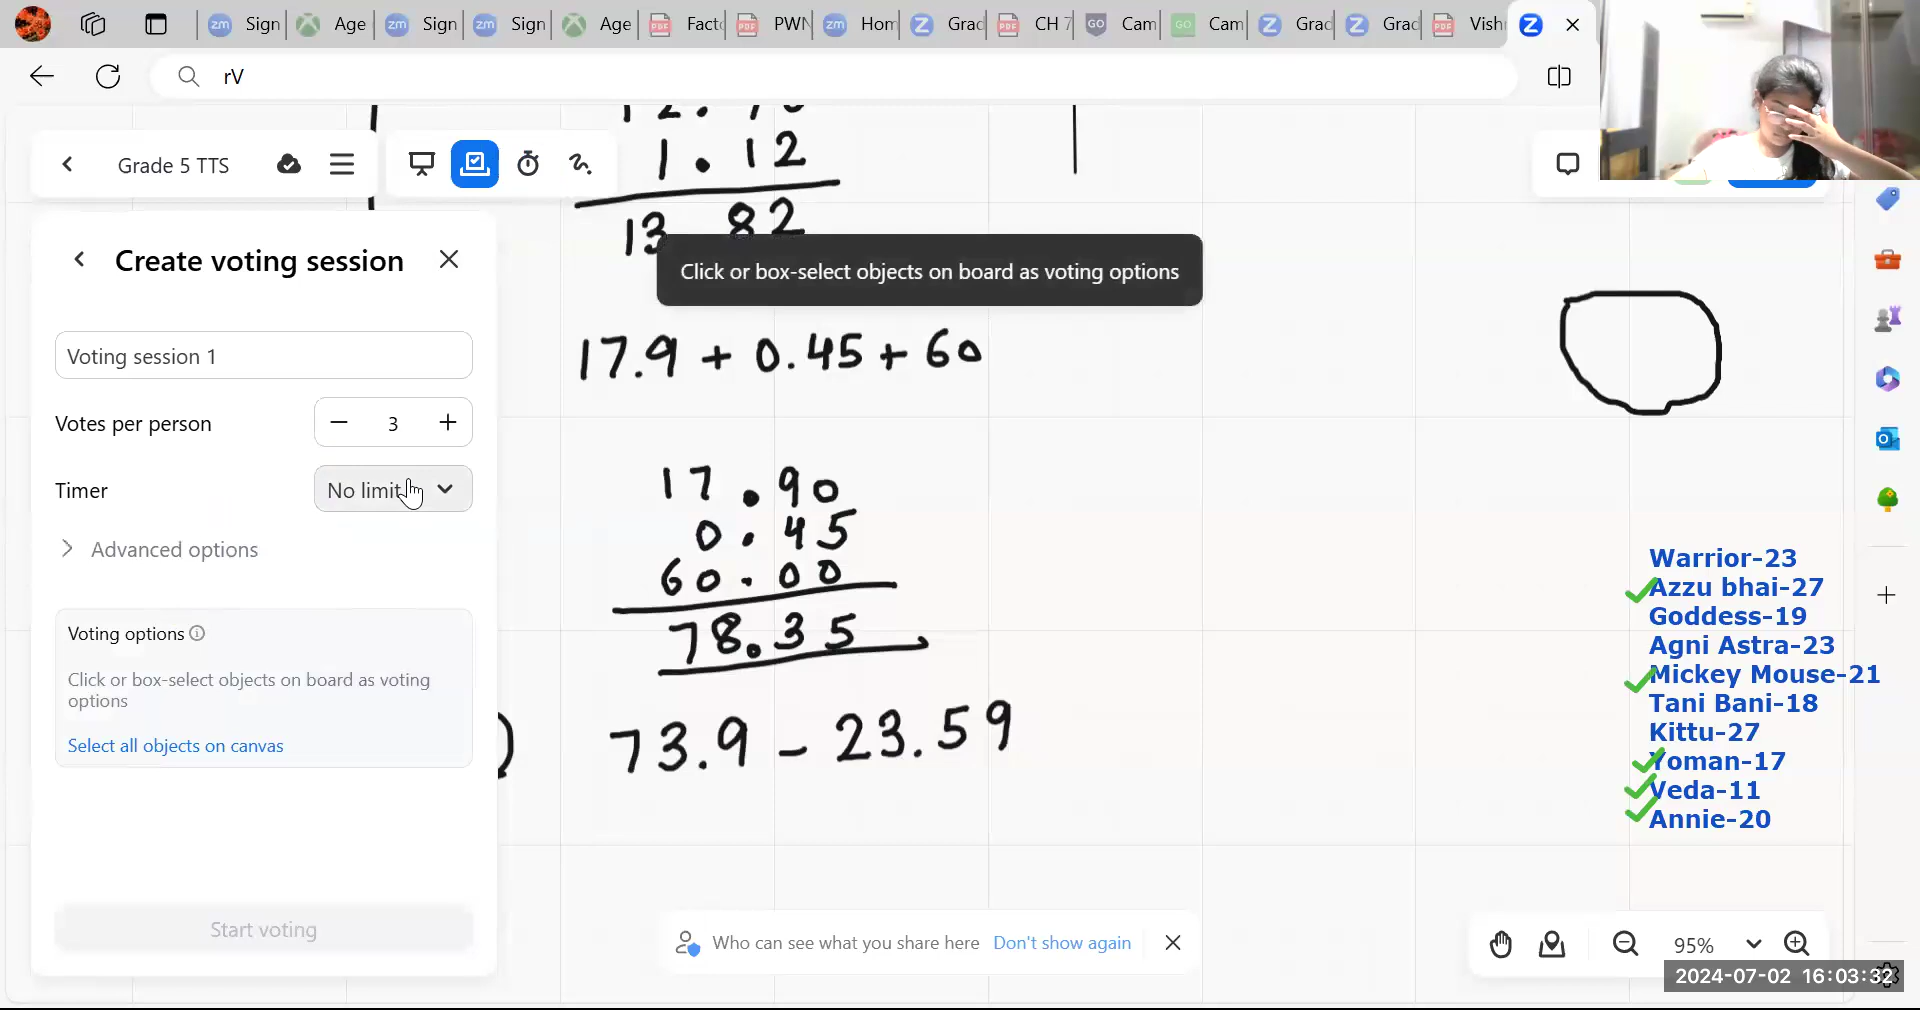 Sign
Age
Sign
Sign
Age
Fact
PWN
Hom
Grad
CH 7
Cam
Cam
Grad
Grad
Vish
rV
1.12
Grade 5 TTS
13 82
Create voting session
Click or box-select objects on board as voting options
Voting session 1
17.9 + 0.45 + 60
Votes per person
3
Timer
No limit
17.90
0.45
60.00
78.35
Advanced options
Voting options
Click or box-select objects on board as voting
options
Select all objects on canvas
73.9 - 23.59
Warrior-23
Azzu bhai-27
Goddess-19
Agni Astra-23
Mickey Mouse-21
Tani Bani-18
Kittu-27
Yoman-17
Veda-11
Annie-20
Start voting
Who can see what you share here Don't show again
95%
2024-07-02 16:03:32